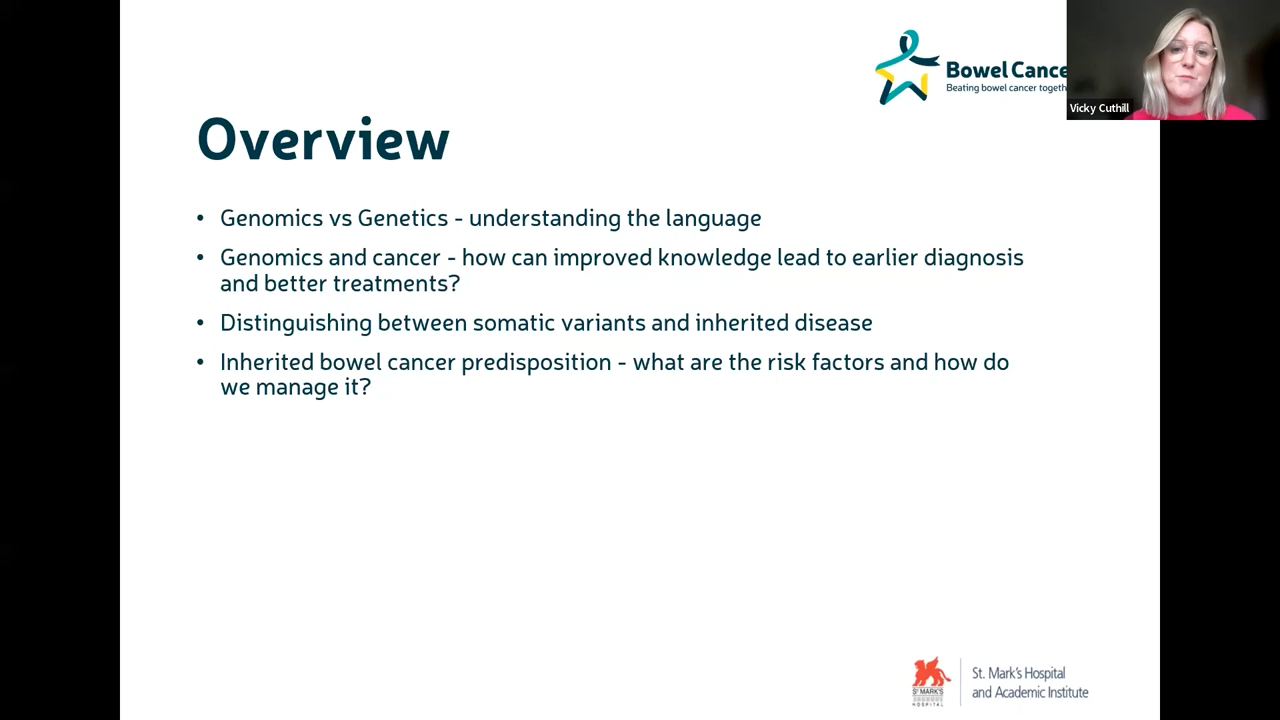 Bowel Cance
Beating bowel cancer togeth
Vicky Cuthill
Overview
• Genomics vs Genetics - understanding the language
• Genomics and cancer - how can improved knowledge lead to earlier diagnosis
and better treatments?
• Distinguishing between somatic variants and inherited disease
• Inherited bowel cancer predisposition - what are the risk factors and how do
we manage it?
ST MARK'S
HOSPITAL
St. Mark's Hospital
and Academic Institute